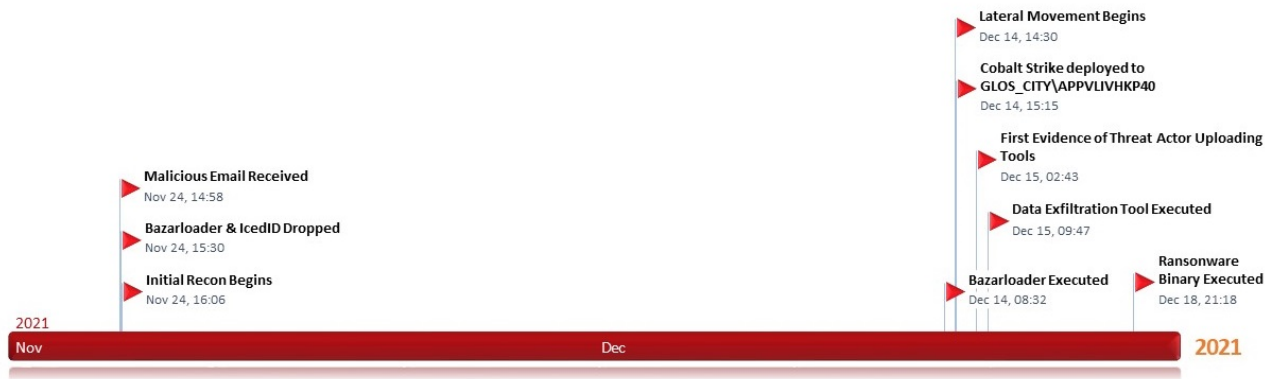 Lateral Movement Begins
Dec 14, 14:30
Cobalt Strike deployed to
GLOS_CITY\APPVLIVHKP40
Dec 14, 15:15
First Evidence of Threat Actor Uploading
Tools
Dec 15, 02:43
Malicious Email Received
Nov 24, 14:58
Data Exfiltration Tool Executed
Dec 15, 09:47
Bazarloader & IcedID Dropped
Nov 24, 15:30
Ransonware
Binary Executed
Dec 18, 21:18
Initial Recon Begins
Nov 24, 16:06
Bazarloader Executed
Dec 14, 08:32
2021
Nov
Dec
2021